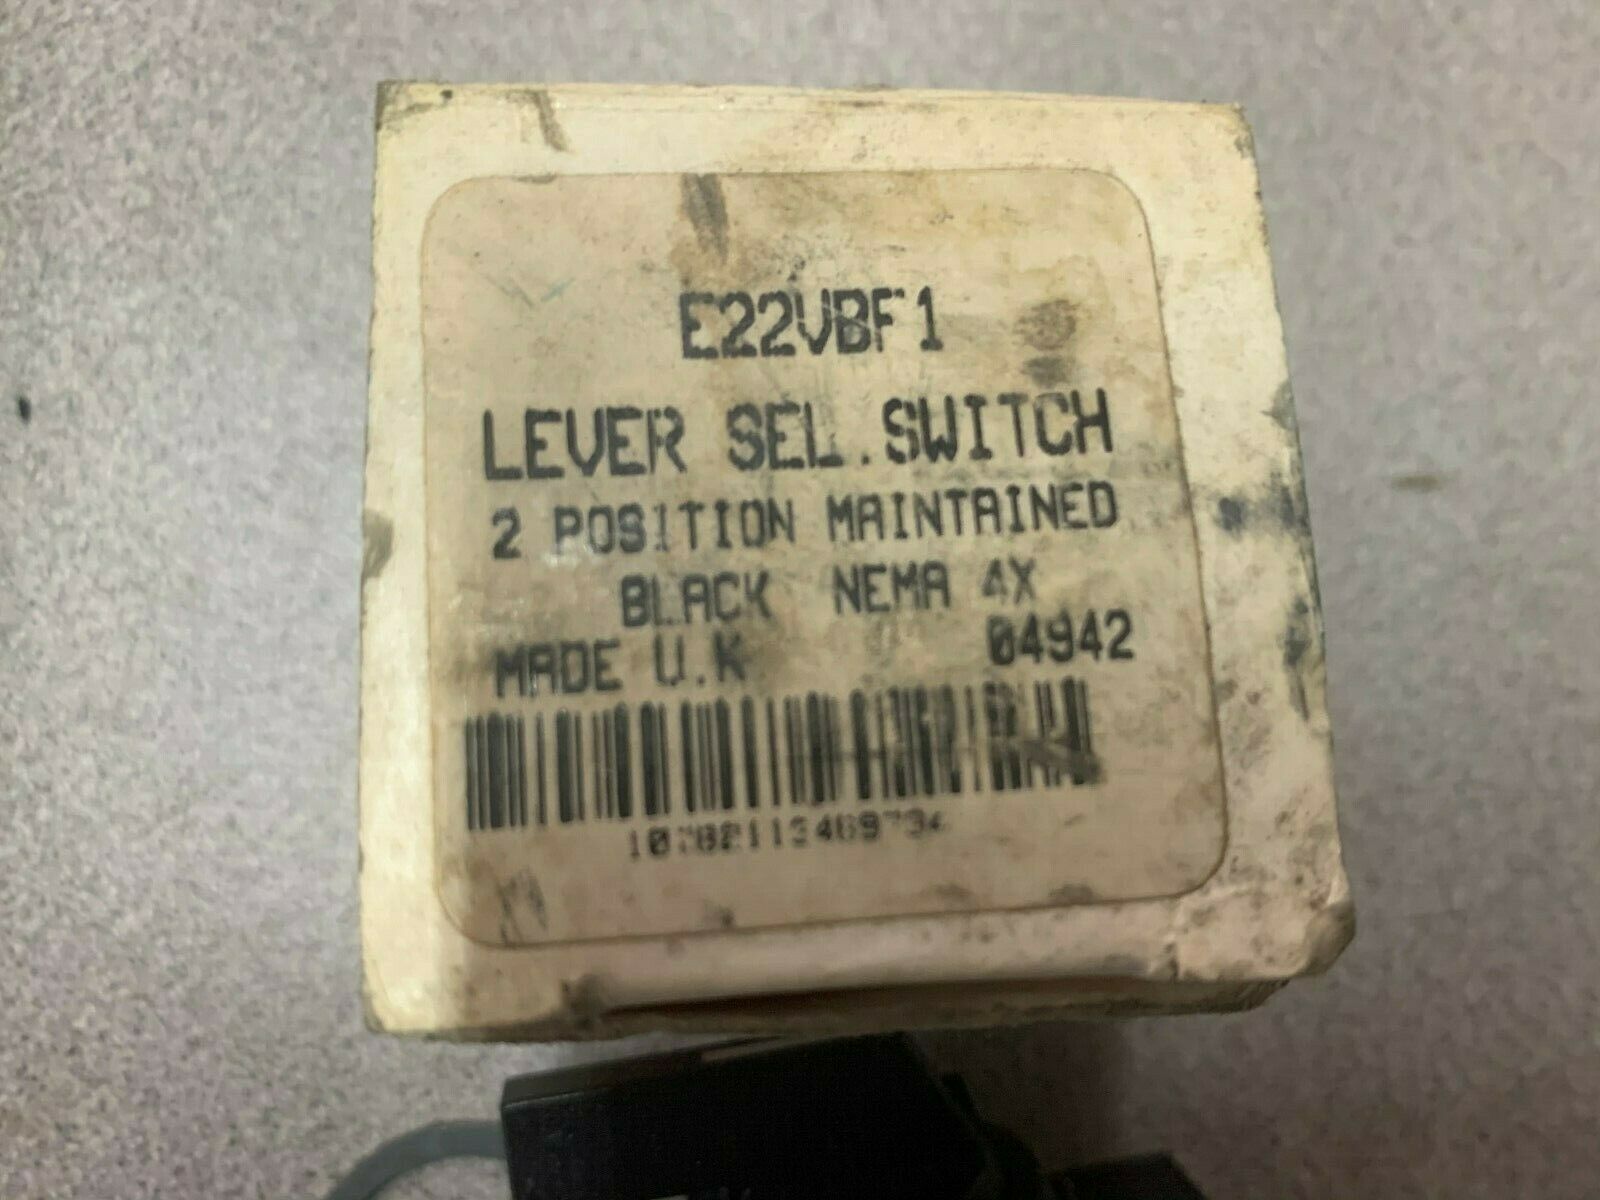 E22VBF1
LEVER SEL.SWITCH
2 POSITION MAINTAINED
BLACK NEMA 4X
MADE U.K 04942